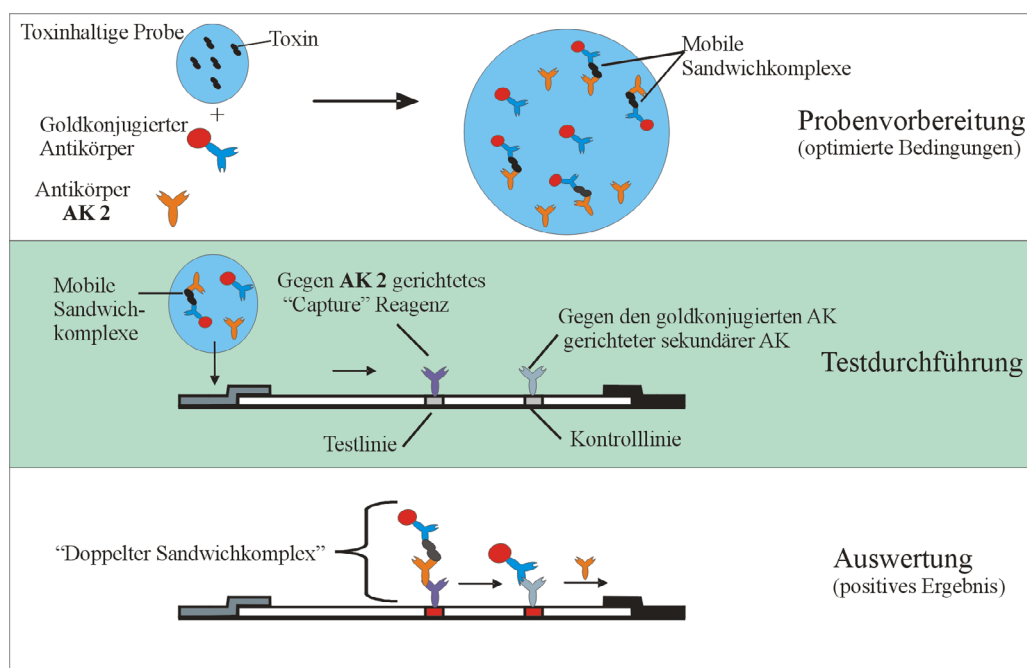 Toxinhaltige Probe
Toxin
+
Goldkonjugierter
Antikörper
Antikörper
AK 2
Mobile
Sandwichkomplexe
Probenvorbereitung
(optimierte Bedingungen)
Mobile
Sandwich-
komplexe
Gegen AK 2 gerichtetes
“Capture” Reagenz
Gegen den goldkonjugierten AK
gerichteter sekundärer AK
Testdurchführung
Testlinie
Kontrolllinie
“Doppelter Sandwichkomplex”
Auswertung
(positives Ergebnis)